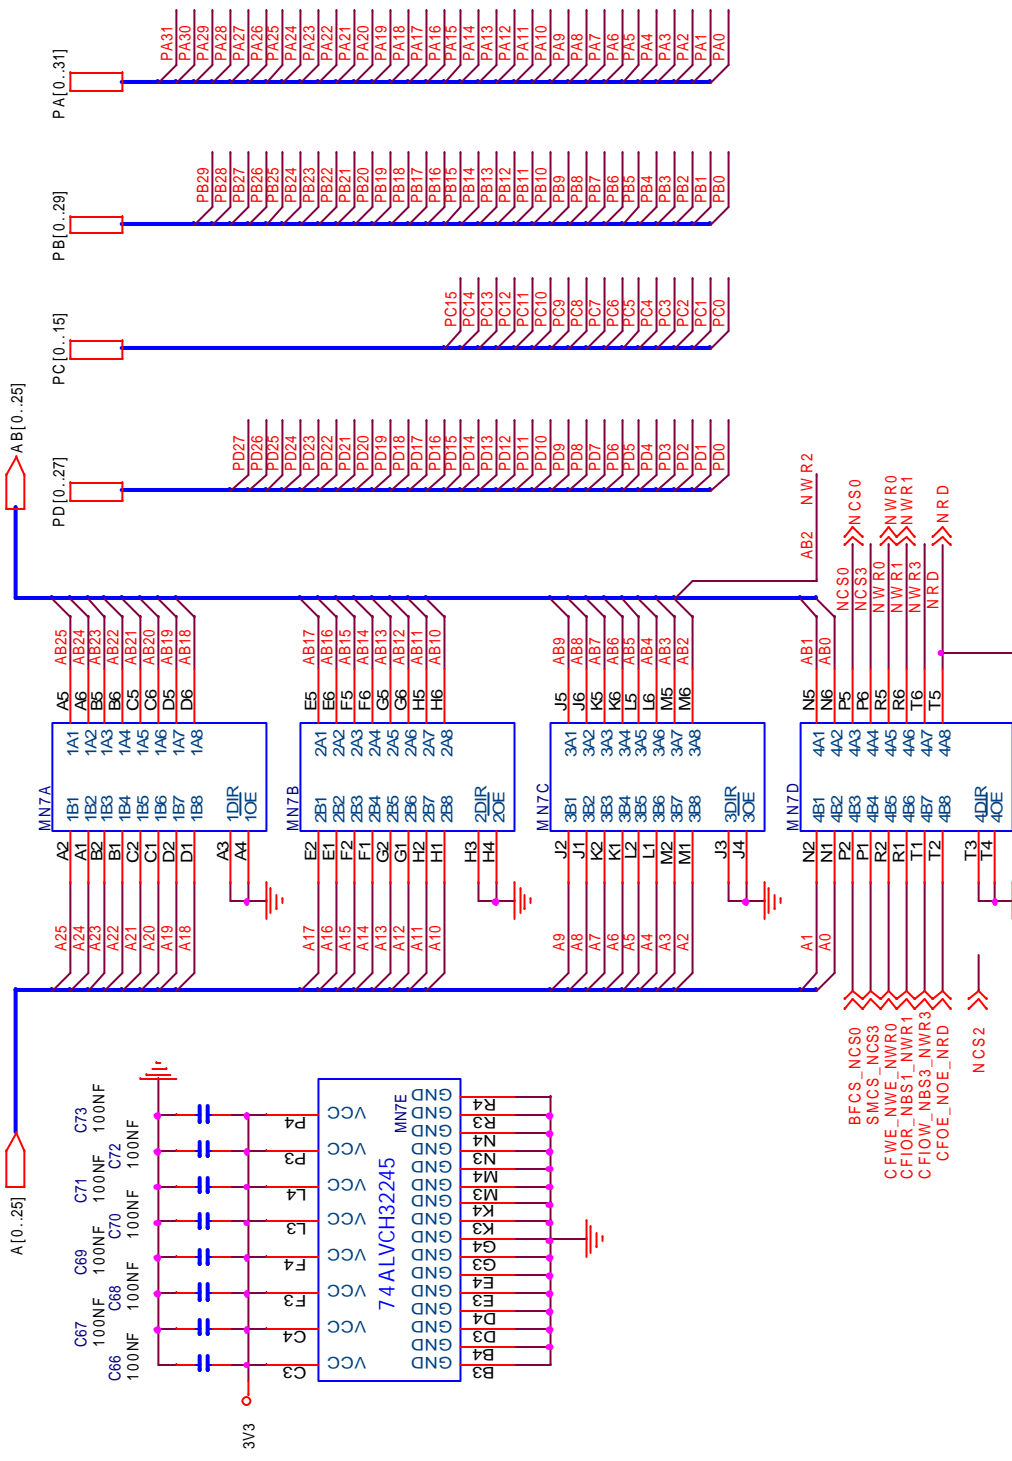 PA[0..31]
PA31
PA30
PA29
PA28
PA27
PA26
PA25
PA24
PA23
PA22
PA21
PA20
PA19
PA18
PA17
PA16
PA15
PA14
PA13
PA12
PA11
PA10
PA9
PA8
PA7
PA6
PA5
PA4
PA3
PA2
PA1
PA0
PB[0..29]
PB29
PB28
PB27
PB26
PB25
PB24
PB23
PB22
PB21
PB20
PB19
PB18
PB17
PB16
PB15
PB14
PB13
PB12
PB11
PB10
PB9
PB8
PB7
PB6
PB5
PB4
PB3
PB2
PB1
PB0
PC[0..15]
PC15
PC14
PC13
PC12
PC11
PC10
PC9
PC8
PC7
PC6
PC5
PC4
PC3
PC2
PC1
PC0
PD[0..27]
PD27
PD26
PD25
PD24
PD23
PD22
PD21
PD20
PD19
PD18
PD17
PD16
PD15
PD14
PD13
PD12
PD11
PD10
PD9
PD8
PD7
PD6
PD5
PD4
PD3
PD2
PD1
PD0
AB[0..25]
A[0..25]
MN7A
A25 A2 1B1 1A1 A5 AB25
A24 A1 1B2 1A2 A6 AB24
A23 B2 1B3 1A3 B5 AB23
A22 B1 1B4 1A4 B6 AB22
A21 C2 1B5 1A5 C5 AB21
A20 C1 1B6 1A6 C6 AB20
A19 D2 1B7 1A7 D5 AB19
A18 D1 1B8 1A8 D6 AB18
A3 1DIR
A4 1OE
MN7B
A17 E2 2B1 2A1 E5 AB17
A16 E1 2B2 2A2 E6 AB16
A15 F2 2B3 2A3 F5 AB15
A14 F1 2B4 2A4 F6 AB14
A13 G2 2B5 2A5 G5 AB13
A12 G1 2B6 2A6 G6 AB12
A11 H2 2B7 2A7 H5 AB11
A10 H1 2B8 2A8 H6 AB10
H3 2DIR
H4 2OE
MN7C
A9 J2 3B1 3A1 J5 AB9
A8 J1 3B2 3A2 J6 AB8
A7 K2 3B3 3A3 K5 AB7
A6 K1 3B4 3A4 K6 AB6
A5 L2 3B5 3A5 L5 AB5
A4 L1 3B6 3A6 L6 AB4
A3 M2 3B7 3A7 M5 AB3
A2 M1 3B8 3A8 M6 AB2
J3 3DIR
J4 3OE
AB2 NWR2
MN7D
A1 N2 4B1 4A1 N5 AB1
A0 N1 4B2 4A2 N6 AB0
BFCS_NCS0 P2 4B3 4A3 P5 NCS0 NCS0
SMCS_NCS3 P1 4B4 4A4 P6 NCS3
CFWE_NWE_NWR0 R2 4B5 4A5 R5 NWR0 NWR0
CFIOR_NBS1_NWR1 R1 4B6 4A6 R6 NWR1 NWR1
CFIOW_NBS3_NWR3 T1 4B7 4A7 T6 NWR3
CFOE_NOE_NRD T2 4B8 4A8 T5 NRD NRD
NCS2 T3 4DIR
T4 4OE
C73
100NF
C72
100NF
C71
100NF
C70
100NF
C69
100NF
C68
100NF
C67
100NF
C66
100NF
3V3
MN7E
74ALVCH32245
P4 VCC
P3 VCC
L4 VCC
L3 VCC
F4 VCC
F3 VCC
C4 VCC
C3 VCC
GND R4
GND R3
GND N4
GND N3
GND M4
GND M3
GND K4
GND K3
GND G4
GND G3
GND E4
GND E3
GND D4
GND D3
GND B4
GND B3